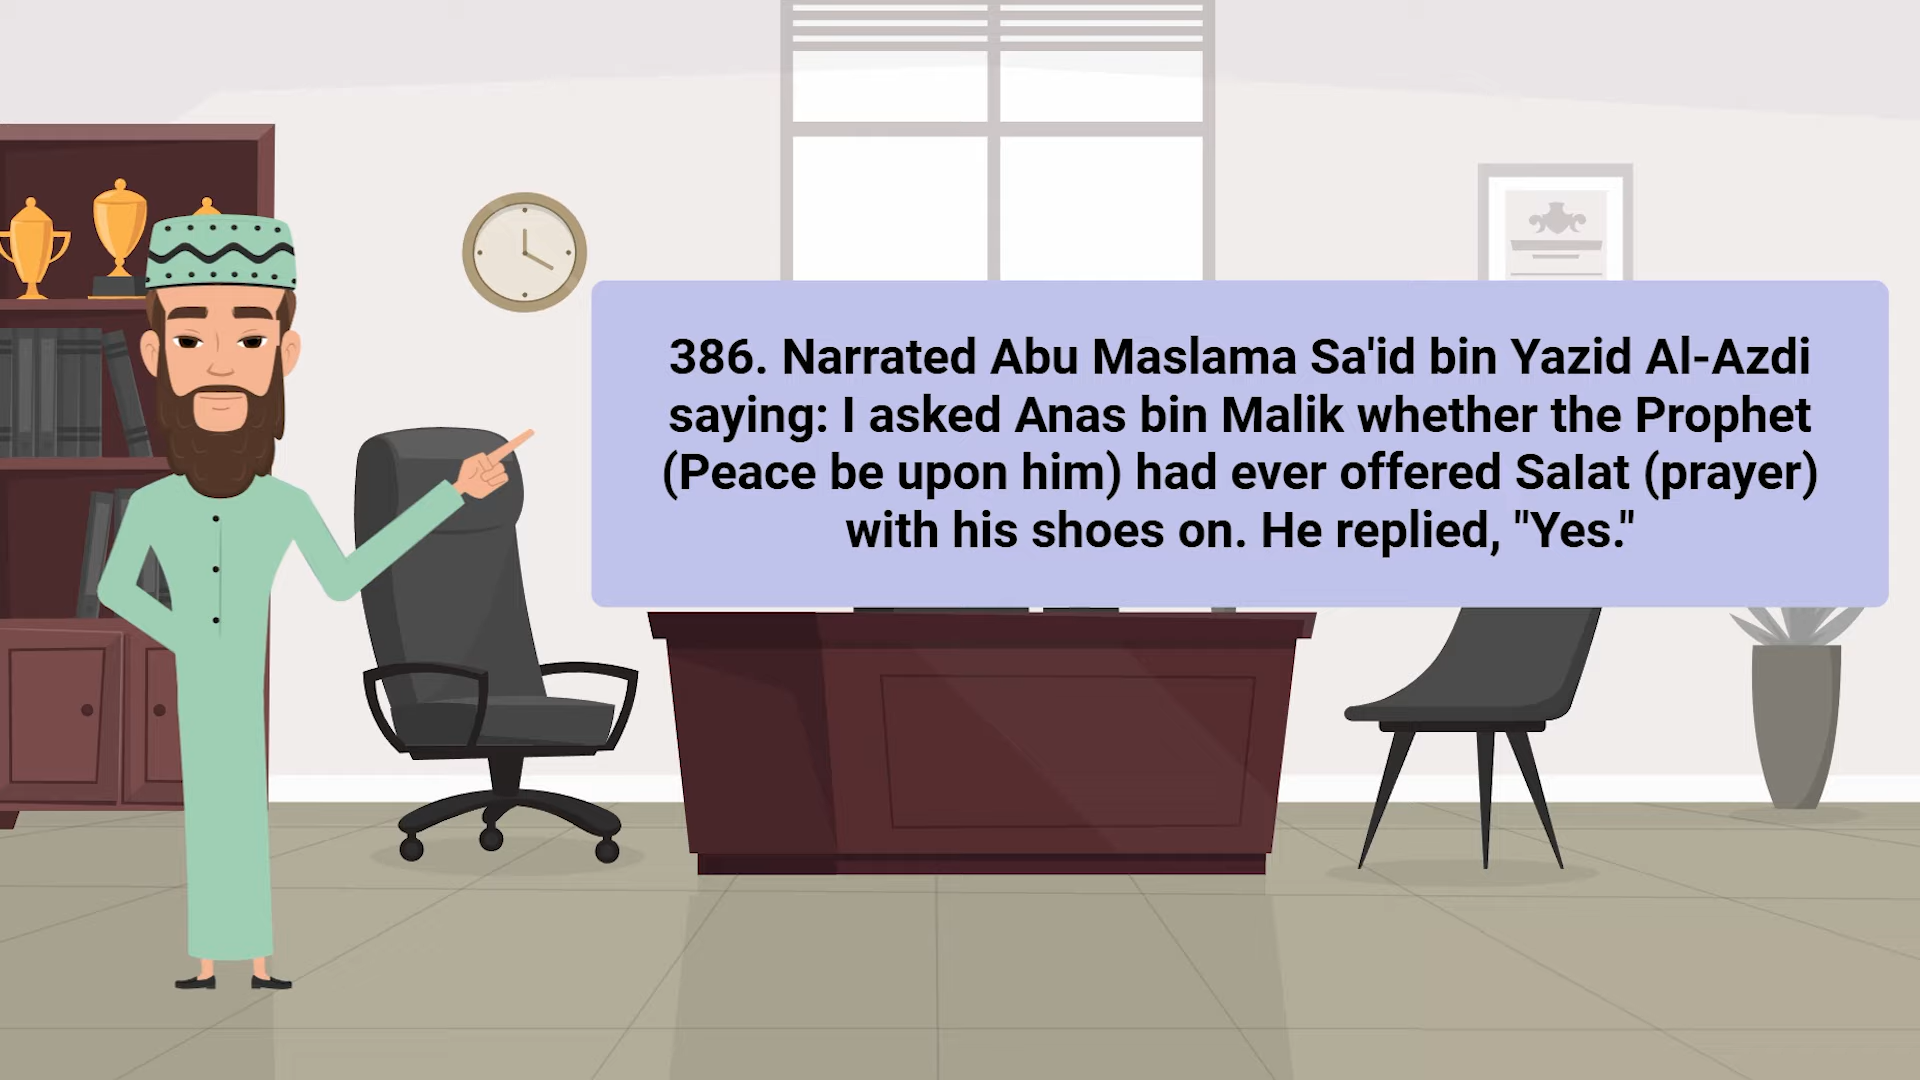 386. Narrated Abu Maslama Sa'id bin Yazid Al-Azdi
saying: I asked Anas bin Malik whether the Prophet
(Peace be upon him) had ever offered Salat (prayer)
with his shoes on. He replied, "Yes."